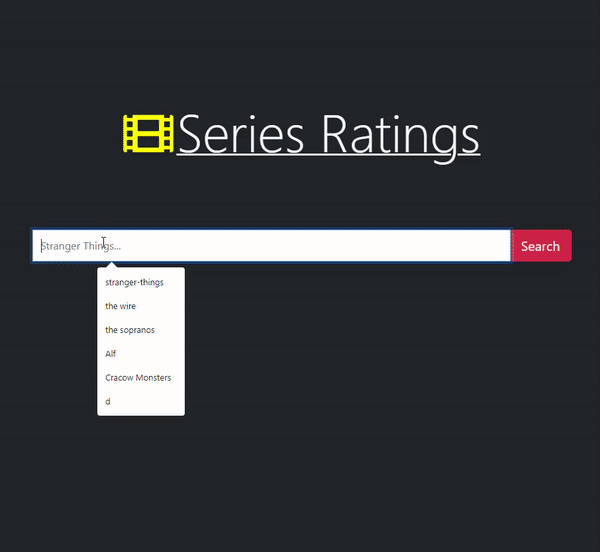 Series Ratings
Stranger Things...
Search
stranger-things
the wire
the sopranos
Alf
Cracow Monsters
d